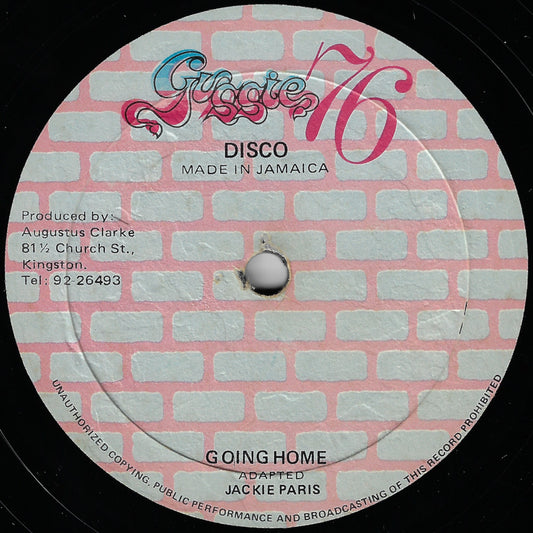 Gussie 76
DISCO
MADE IN JAMAICA
Produced by:
Augustus Clarke
81½ Church St.,
Kingston.
Tel: 92-26493
GOING HOME
ADAPTED
JACKIE PARIS
UNAUTHORIZED COPYING, PUBLIC PERFORMANCE AND BROADCASTING OF THIS RECORD PROHIBITED